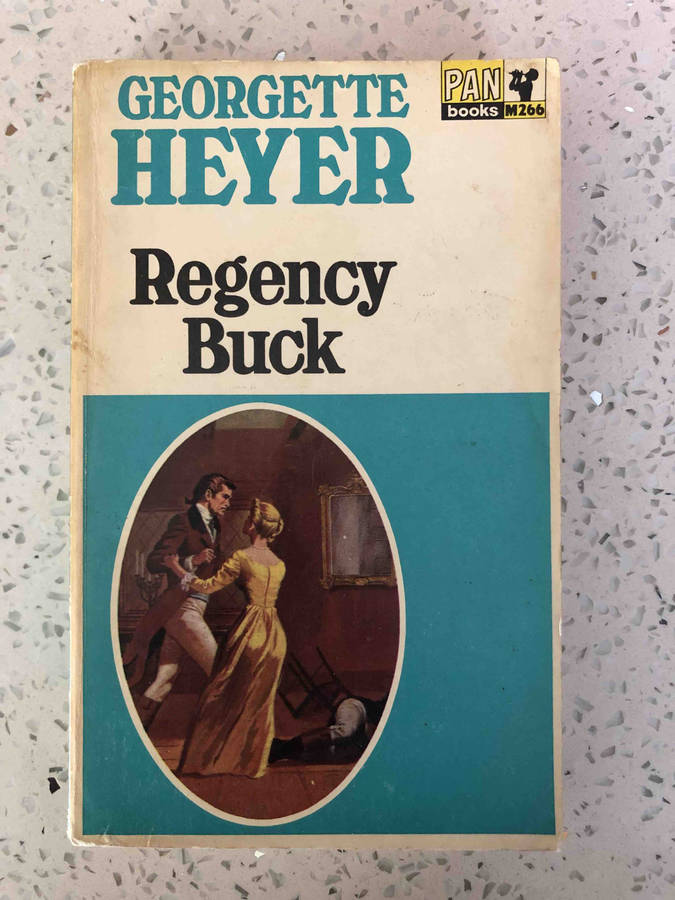 GEORGETTE
HEYER
PAN
books M266
Regency
Buck